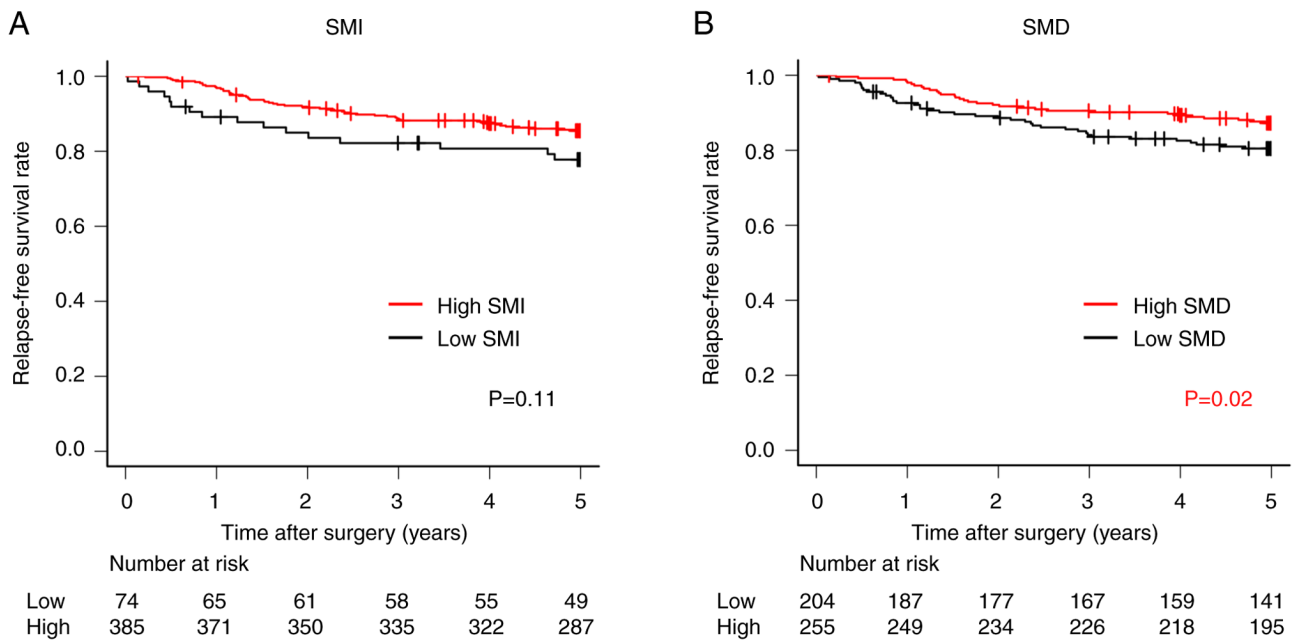 A
SMI
Relapse-free survival rate
1.0
0.8
0.6
0.4
0.2
0.0
High SMI
Low SMI
P=0.11
0 1 2 3 4 5
Time after surgery (years)
Number at risk
Low 74 65 61 58 55 49
High 385 371 350 335 322 287
B
SMD
Relapse-free survival rate
1.0
0.8
0.6
0.4
0.2
0.0
High SMD
Low SMD
P=0.02
0 1 2 3 4 5
Time after surgery (years)
Number at risk
Low 204 187 177 167 159 141
High 255 249 234 226 218 195